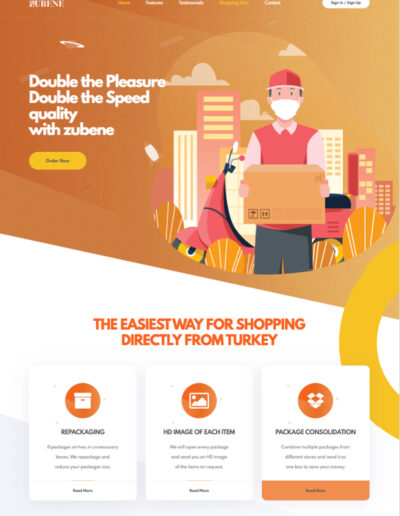 ZUBENE
Home Features Testimonials Shopping Sites Contact Sign in / Sign Up
Double the Pleasure
Double the Speed
quality
with zubene
Order Now
ZUBENE
THE EASIEST WAY FOR SHOPPING
DIRECTLY FROM TURKEY
REPACKAGING
If packages arrives in unnecessary
boxes. We repackage and
reduce your packages size
Read More
HD IMAGE OF EACH ITEM
We will open every package
and send you an HD image
of the items on request.
Read More
PACKAGE CONSOLIDATION
Combine multiple packages from
different stores and send it as
one box to save your money
Read More